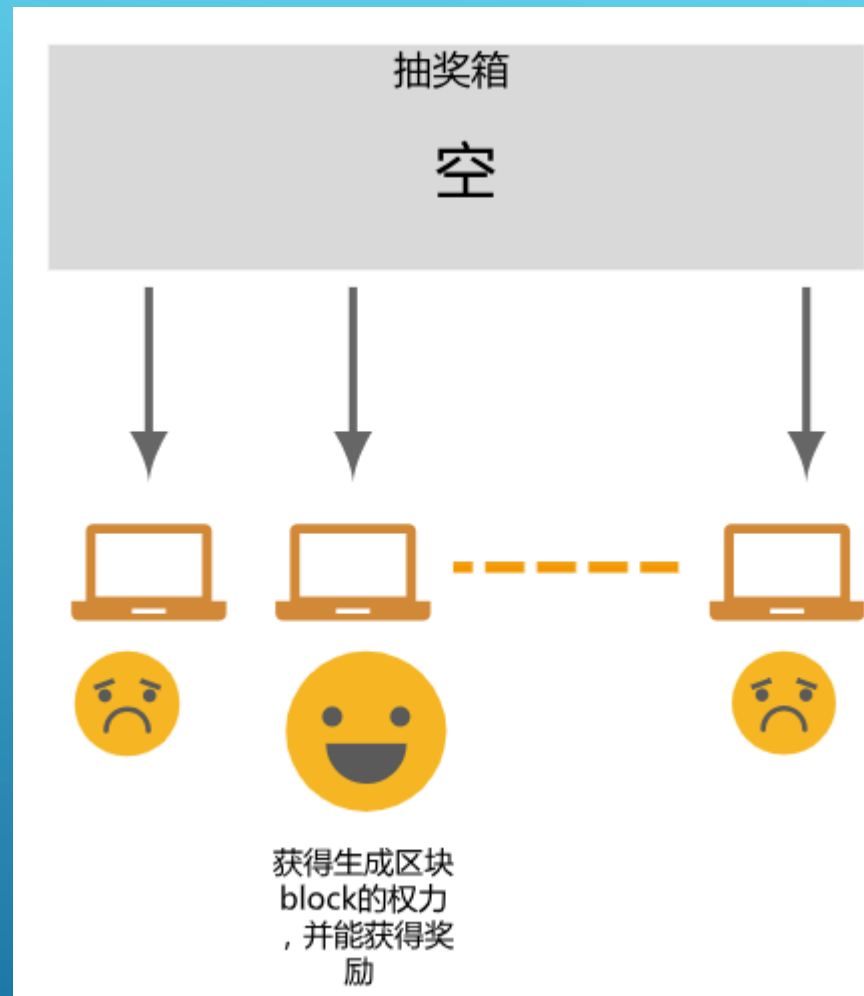 抽奖箱
空
获得生成区块
block的权力
，并能获得奖
励